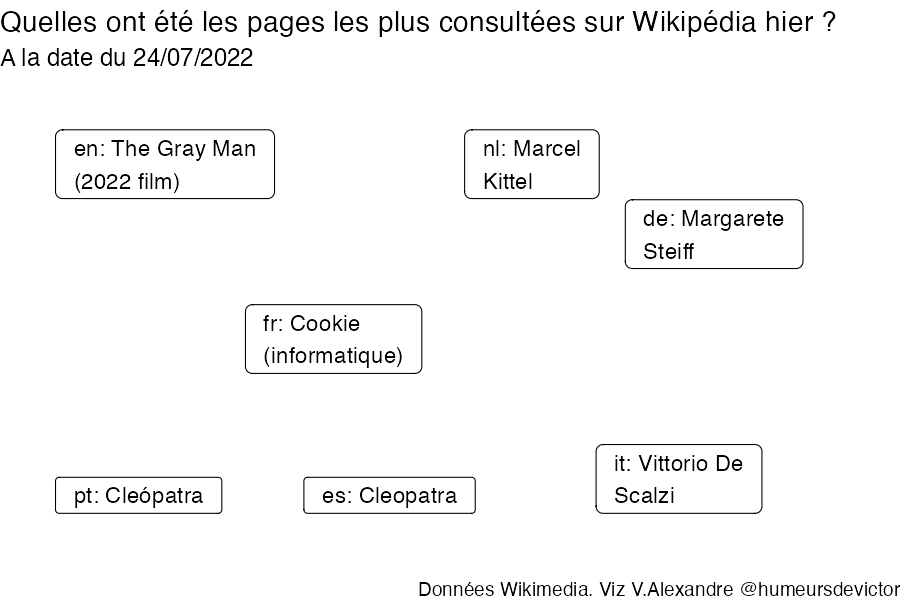 Quelles ont été les pages les plus consultées sur Wikipédia hier ?
A la date du 24/07/2022
en: The Gray Man
(2022 film)
nl: Marcel
Kittel
de: Margarete
Steiff
fr: Cookie
(informatique)
it: Vittorio De
Scalzi
pt: Cleópatra
es: Cleopatra
Données Wikimedia. Viz V.Alexandre @humeursdevictor